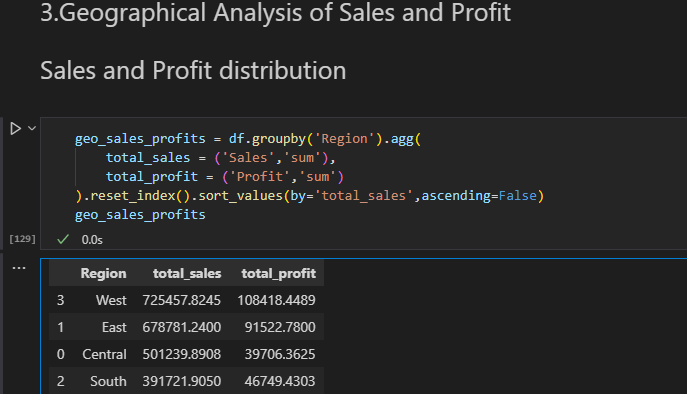 3.Geographical Analysis of Sales and Profit
Sales and Profit distribution
geo_sales_profits = df.groupby('Region').agg(
    total_sales = ('Sales','sum'),
    total_profit = ('Profit','sum')
).reset_index().sort_values(by='total_sales',ascending=False)
geo_sales_profits
[129] 0.0s
...
Region total_sales total_profit
3 West 725457.8245 108418.4489
1 East 678781.2400 91522.7800
0 Central 501239.8908 39706.3625
2 South 391721.9050 46749.4303